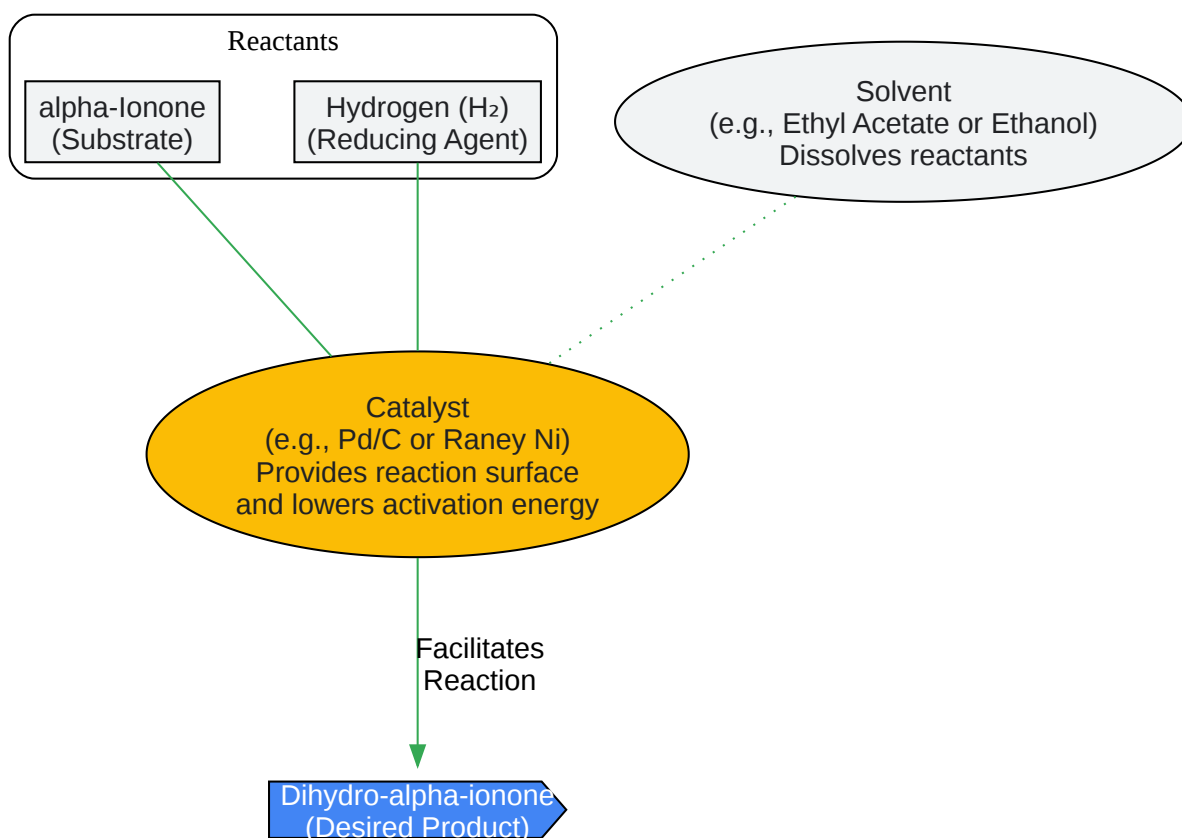 Reactants
alpha-Ionone
(Substrate)
Hydrogen (H₂)
(Reducing Agent)
Solvent
(e.g., Ethyl Acetate or Ethanol)
Dissolves reactants
Catalyst
(e.g., Pd/C or Raney Ni)
Provides reaction surface
and lowers activation energy
Facilitates
Reaction
Dihydro-alpha-ionone
(Desired Product)